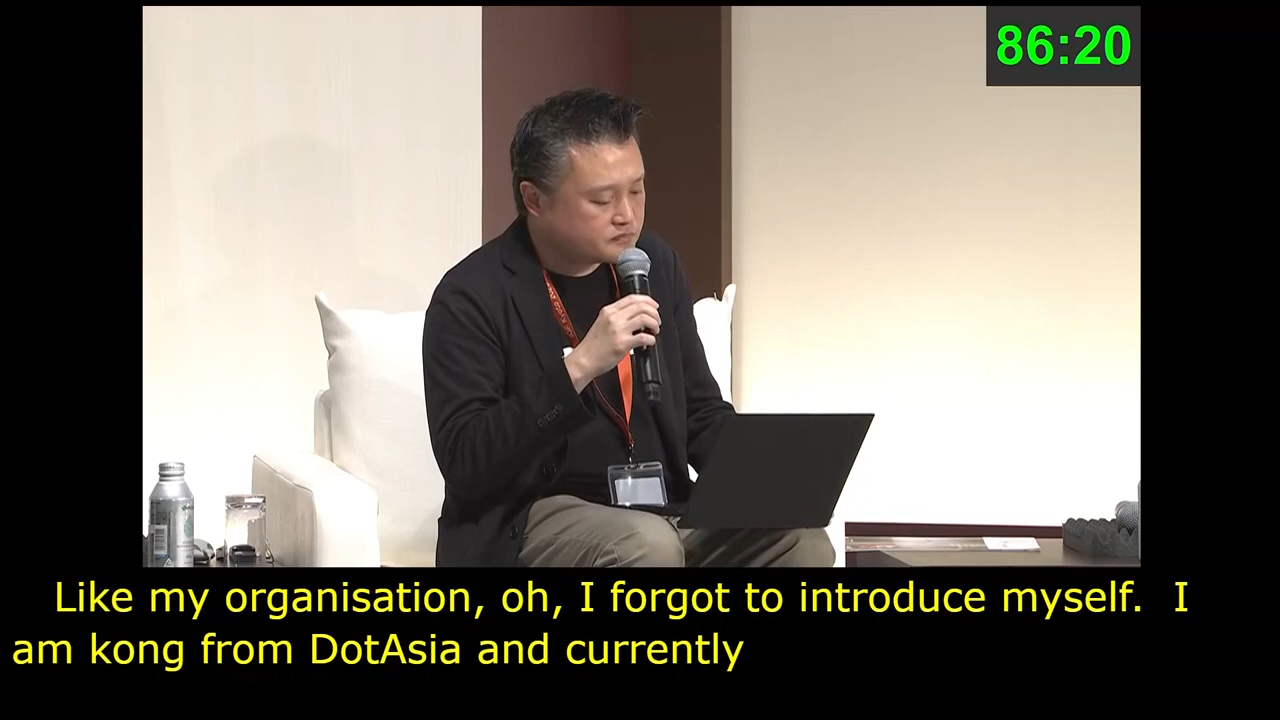 86:20
Like my organisation, oh, I forgot to introduce myself.  I
am kong from DotAsia and currently